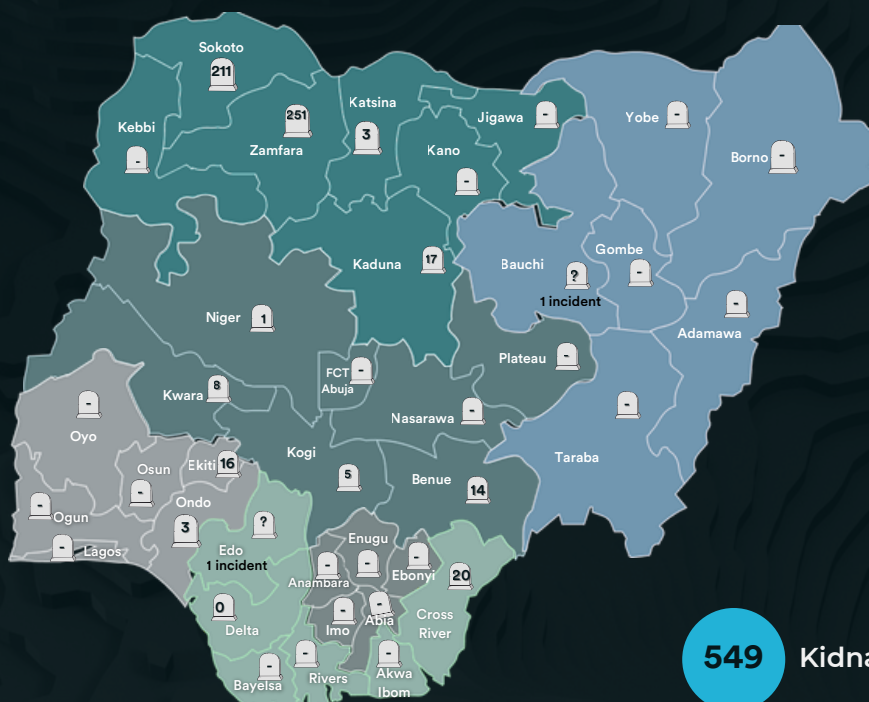 Sokoto
211
Katsina
251
3
Kebbi
-
Zamfara
Kano
-
Jigawa
-
Yobe
-
Borno
-
Kaduna
17
Bauchi
?
1 incident
Gombe
-
Adamawa
-
Niger
1
Plateau
-
FCT
Abuja
-
Kwara
8
Nasarawa
-
Taraba
-
Oyo
-
Kogi
5
Benue
14
Osun
-
Ekiti
16
Ondo
3
Ogun
-
Lagos
-
Edo
?
1 incident
Enugu
-
Anambara
-
Ebonyi
-
20
Cross
River
0
Delta
Imo
-
Abia
-
Bayelsa
-
Rivers
-
Akwa
Ibom
-
549 Kidna